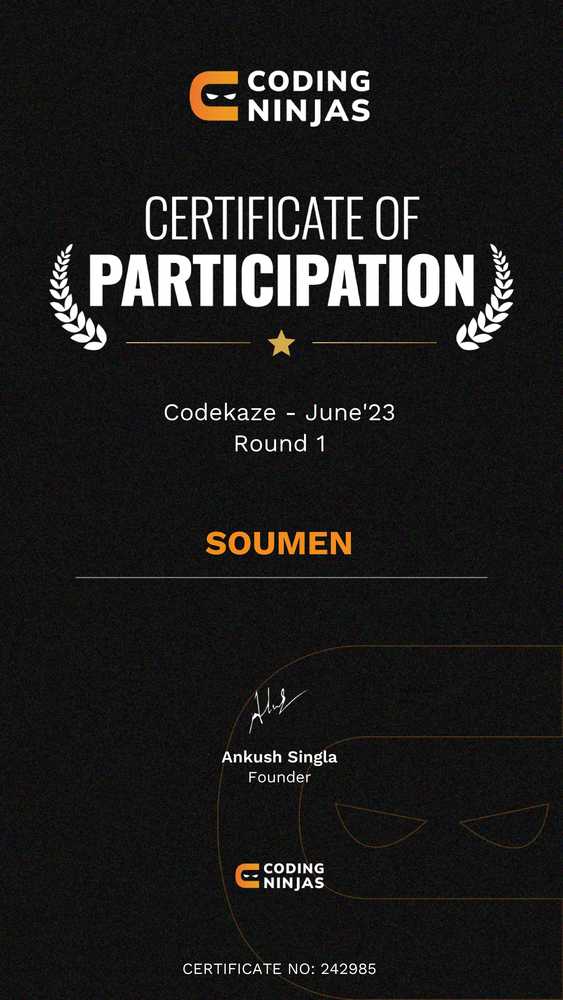 CODING
NINJAS
CERTIFICATE OF
PARTICIPATION
Codekaze - June'23
Round 1
SOUMEN
Ankush Singla
Founder
CODING
NINJAS
CERTIFICATE NO: 242985